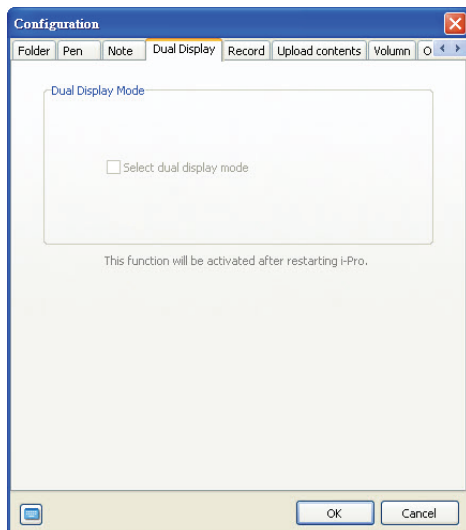 Configuration
Folder Pen Note Dual Display Record Upload contents Volumn O
Dual Display Mode
Select dual display mode
This function will be activated after restarting i-Pro.
OK Cancel